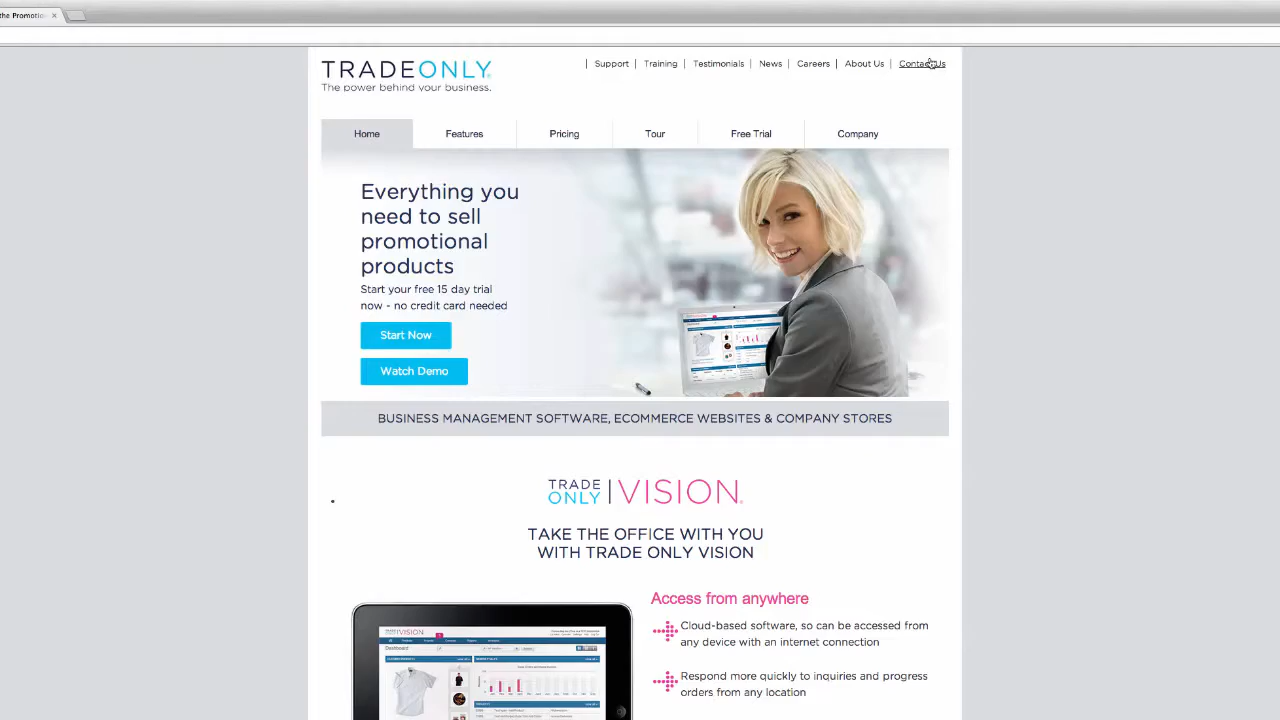 the Promotio
TRADEONLY
The power behind your business.
Support
Training
Testimonials
News
Careers
About Us
Contact Us
Home
Features
Pricing
Tour
Free Trial
Company
Everything you
need to sell
promotional
products
Start your free 15 day trial
now - no credit card needed
Start Now
Watch Demo
BUSINESS MANAGEMENT SOFTWARE, ECOMMERCE WEBSITES & COMPANY STORES
TRADE
ONLY
VISION
TAKE THE OFFICE WITH YOU
WITH TRADE ONLY VISION
Access from anywhere
Cloud-based software, so can be accessed from
any device with an internet connection
Respond more quickly to inquiries and progress
orders from any location
VISION
Dashboard